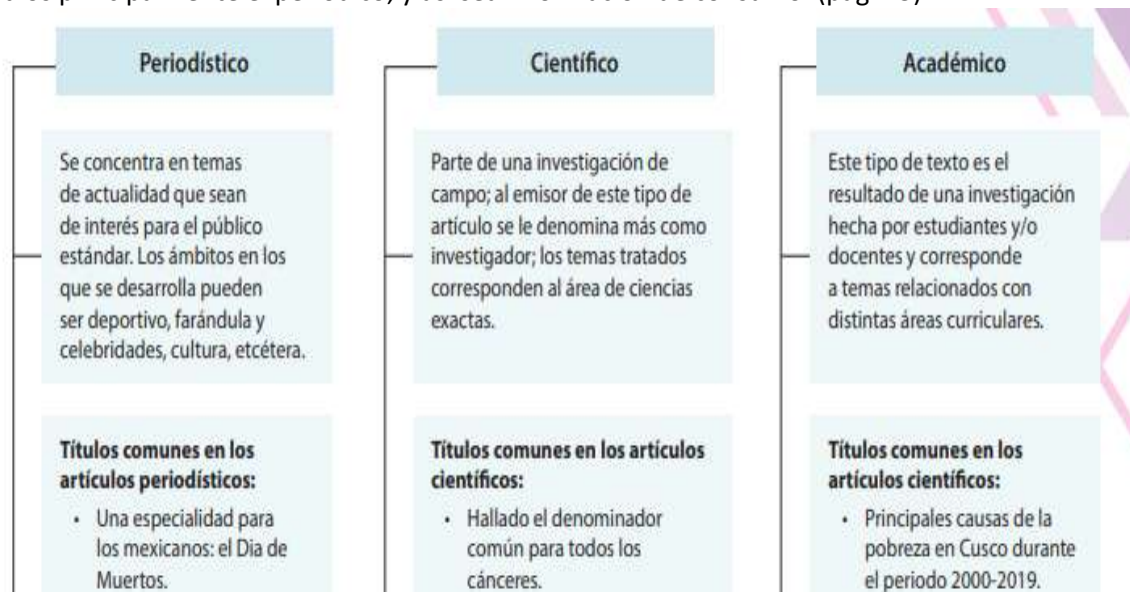 Periodístico
Se concentra en temas
de actualidad que sean
de interés para el público
estándar. Los ámbitos en los
que se desarrolla pueden
ser deportivo, farándula y
celebridades, cultura, etcétera.
Títulos comunes en los
artículos periodísticos:
• Una especialidad para
los mexicanos: el Dia de
Muertos.
Científico
Parte de una investigación de
campo; al emisor de este tipo de
artículo se le denomina más como
investigador; los temas tratados
corresponden al área de ciencias
exactas.
Títulos comunes en los artículos
científicos:
• Hallado el denominador
común para todos los
cánceres.
Académico
Este tipo de texto es el
resultado de una investigación
hecha por estudiantes y/o
docentes y corresponde
a temas relacionados con
distintas áreas curriculares.
Títulos comunes en los
artículos científicos:
• Principales causas de la
pobreza en Cusco durante
el periodo 2000-2019.